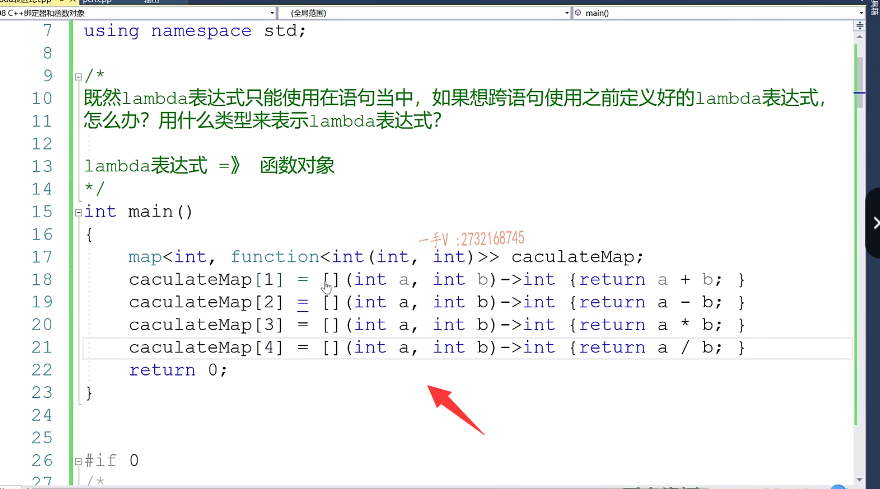 08 C++绑定器和函数对象 (全局范围) main()
7 using namespace std;
8
9 /*
10 既然lambda表达式只能使用在语句当中，如果想跨语句使用之前定义好的lambda表达式，
11 怎么办？用什么类型来表示lambda表达式？
12
13 lambda表达式 =》 函数对象
14 */
15 int main()
16 {
一手V :2732168745
17 map<int, function<int(int, int)>> caculateMap;
18 caculateMap[1] = [](int a, int b)->int {return a + b; }
19 caculateMap[2] = [](int a, int b)->int {return a - b; }
20 caculateMap[3] = [](int a, int b)->int {return a * b; }
21 caculateMap[4] = [](int a, int b)->int {return a / b; }
22 return 0;
23 }
24
25
26 #if 0
27 /*